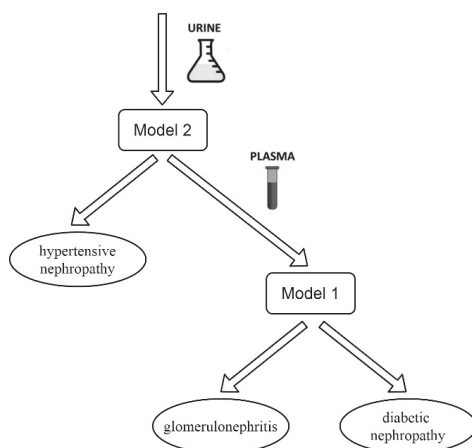 URINE
Model 2
PLASMA
hypertensive
nephropathy
Model 1
glomerulonephritis
diabetic
nephropathy